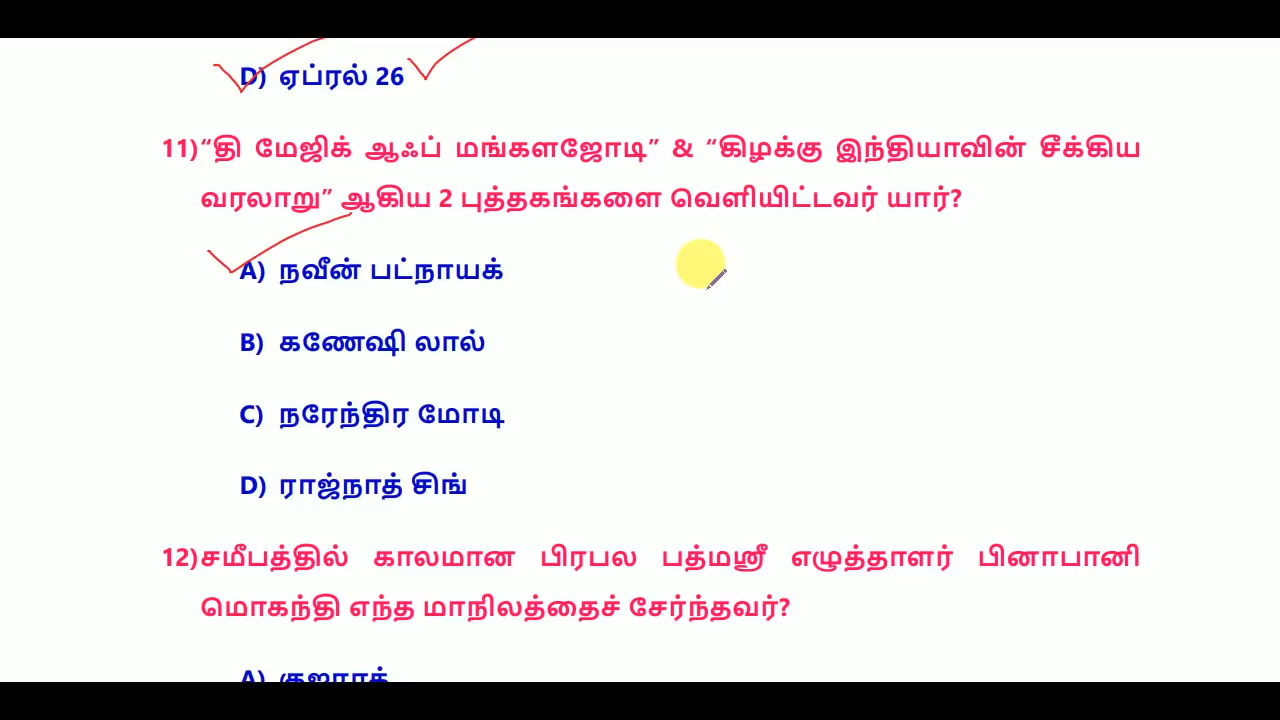 D) ஏப்ரல் 26
11) “தி மேஜிக் ஆஃப் மங்களஜோடி” & “கிழக்கு இந்தியாவின் சீக்கிய
வரலாறு” ஆகிய 2 புத்தகங்களை வெளியிட்டவர் யார்?
A) நவீன் பட்நாயக்
B) கணேஷி லால்
C) நரேந்திர மோடி
D) ராஜ்நாத் சிங்
12) சமீபத்தில் காலமான பிரபல பத்மஸ்ரீ எழுத்தாளர் பினாபானி
மொகந்தி எந்த மாநிலத்தைச் சேர்ந்தவர்?
A) குஜராத்